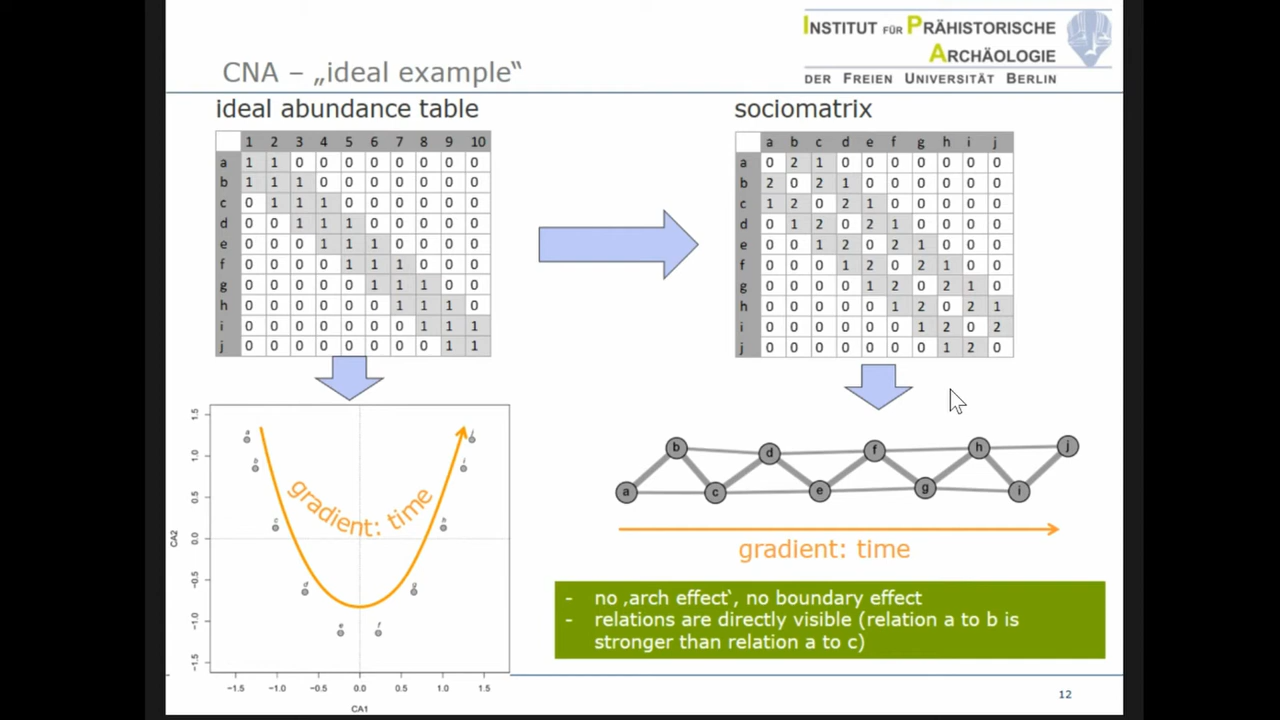 INSTITUT FÜR PRÄHISTORISCHE
ARCHÄOLOGIE
DER FREIEN UNIVERSITÄT BERLIN
CNA – „ideal example“
ideal abundance table
1 2 3 4 5 6 7 8 9 10
a 1 1 0 0 0 0 0 0 0 0
b 1 1 1 0 0 0 0 0 0 0
c 0 1 1 1 0 0 0 0 0 0
d 0 0 1 1 1 0 0 0 0 0
e 0 0 0 1 1 1 0 0 0 0
f 0 0 0 0 1 1 1 0 0 0
g 0 0 0 0 0 1 1 1 0 0
h 0 0 0 0 0 0 1 1 1 0
i 0 0 0 0 0 0 0 1 1 1
j 0 0 0 0 0 0 0 0 1 1
sociomatrix
a b c d e f g h i j
a 0 2 1 0 0 0 0 0 0 0
b 2 0 2 1 0 0 0 0 0 0
c 1 2 0 2 1 0 0 0 0 0
d 0 1 2 0 2 1 0 0 0 0
e 0 0 1 2 0 2 1 0 0 0
f 0 0 0 1 2 0 2 1 0 0
g 0 0 0 0 1 2 0 2 1 0
h 0 0 0 0 0 1 2 0 2 1
i 0 0 0 0 0 0 1 2 0 2
j 0 0 0 0 0 0 0 1 2 0
1.5
1.0
0.5
0.0
−0.5
−1.0
−1.5
CA2
a
b
c
d
e
f
g
h
i
j
gradient: time
−1.5 −1.0 −0.5 0.0 0.5 1.0 1.5
CA1
b d f h j
a c e g i
gradient: time
- no ‚arch effect‘, no boundary effect
- relations are directly visible (relation a to b is
stronger than relation a to c)
12